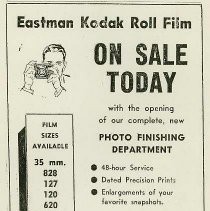 Eastman Kodak Roll Film
ON SALE
TODAY
with the opening
of our complete, new
PHOTO FINISHING
DEPARTMENT
● 48-hour Service
● Dated Precision Prints
● Enlargements of your
favorite snapshots.
FILM
SIZES
AVAILABLE
35 mm.
828
127
120
620